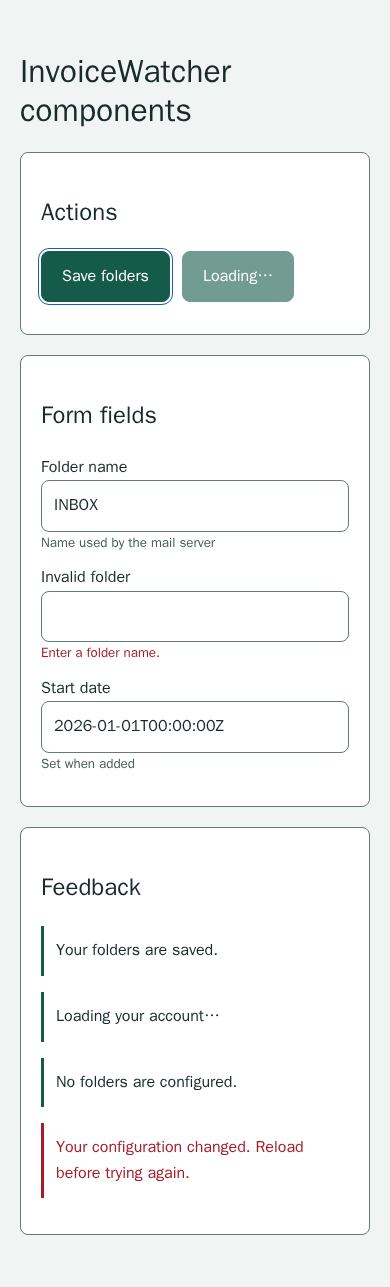 InvoiceWatcher
components
Actions
Save folders
Loading…
Form fields
Folder name
INBOX
Name used by the mail server
Invalid folder
Enter a folder name.
Start date
2026-01-01T00:00:00Z
Set when added
Feedback
Your folders are saved.
Loading your account…
No folders are configured.
Your configuration changed. Reload
before trying again.